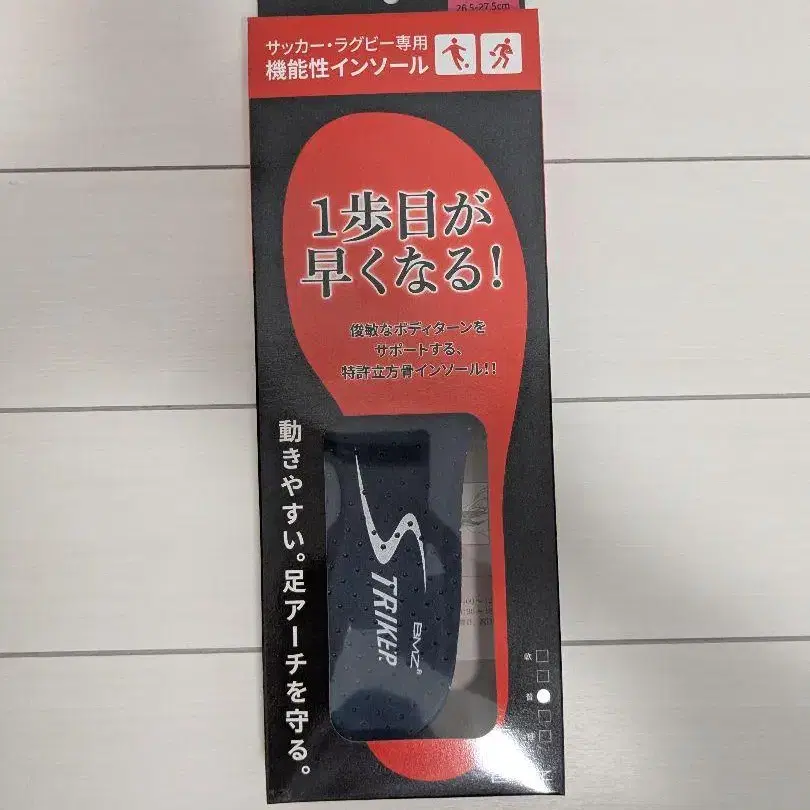 26.5-27.5cm
サッカー・ラグビー専用
機能性インソール
1歩目が
早くなる!
俊敏なボディターンを
サポートする、
特許立方骨インソール!!
動きやすい。足アーチを守る。
STRIKER
BMZ®